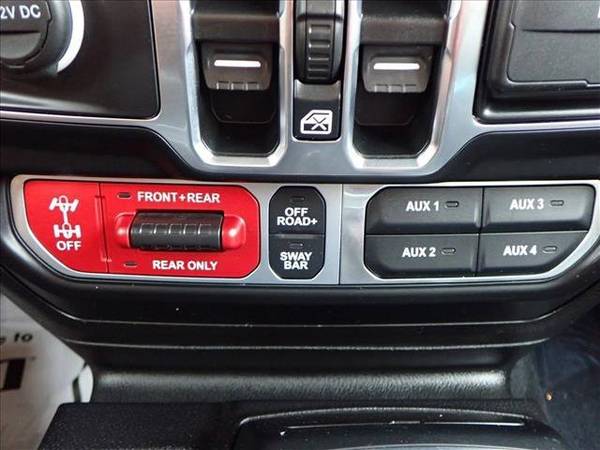 2V DC
FRONT+REAR
OFF
REAR ONLY
OFF
ROAD+
SWAY
BAR
AUX 1
AUX 3
AUX 2
AUX 4
to